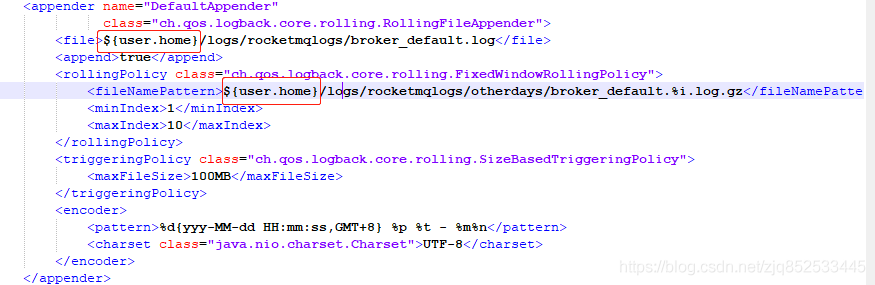 <appender name="DefaultAppender"
class="ch.qos.logback.core.rolling.RollingFileAppender">
<file>${user.home}/logs/rocketmqlogs/broker_default.log</file>
<append>true</append>
<rollingPolicy class="ch.qos.logback.core.rolling.FixedWindowRollingPolicy">
<fileNamePattern>${user.home}/logs/rocketmqlogs/otherdays/broker_default.%i.log.gz</fileNamePatte
<minIndex>1</minIndex>
<maxIndex>10</maxIndex>
</rollingPolicy>
<triggeringPolicy class="ch.qos.logback.core.rolling.SizeBasedTriggeringPolicy">
<maxFileSize>100MB</maxFileSize>
</triggeringPolicy>
<encoder>
<pattern>%d{yyy-MM-dd HH:mm:ss,GMT+8} %p %t - %m%n</pattern>
<charset class="java.nio.charset.Charset">UTF-8</charset>
</encoder>
</appender>
https://blog.csdn.net/zjq852533445